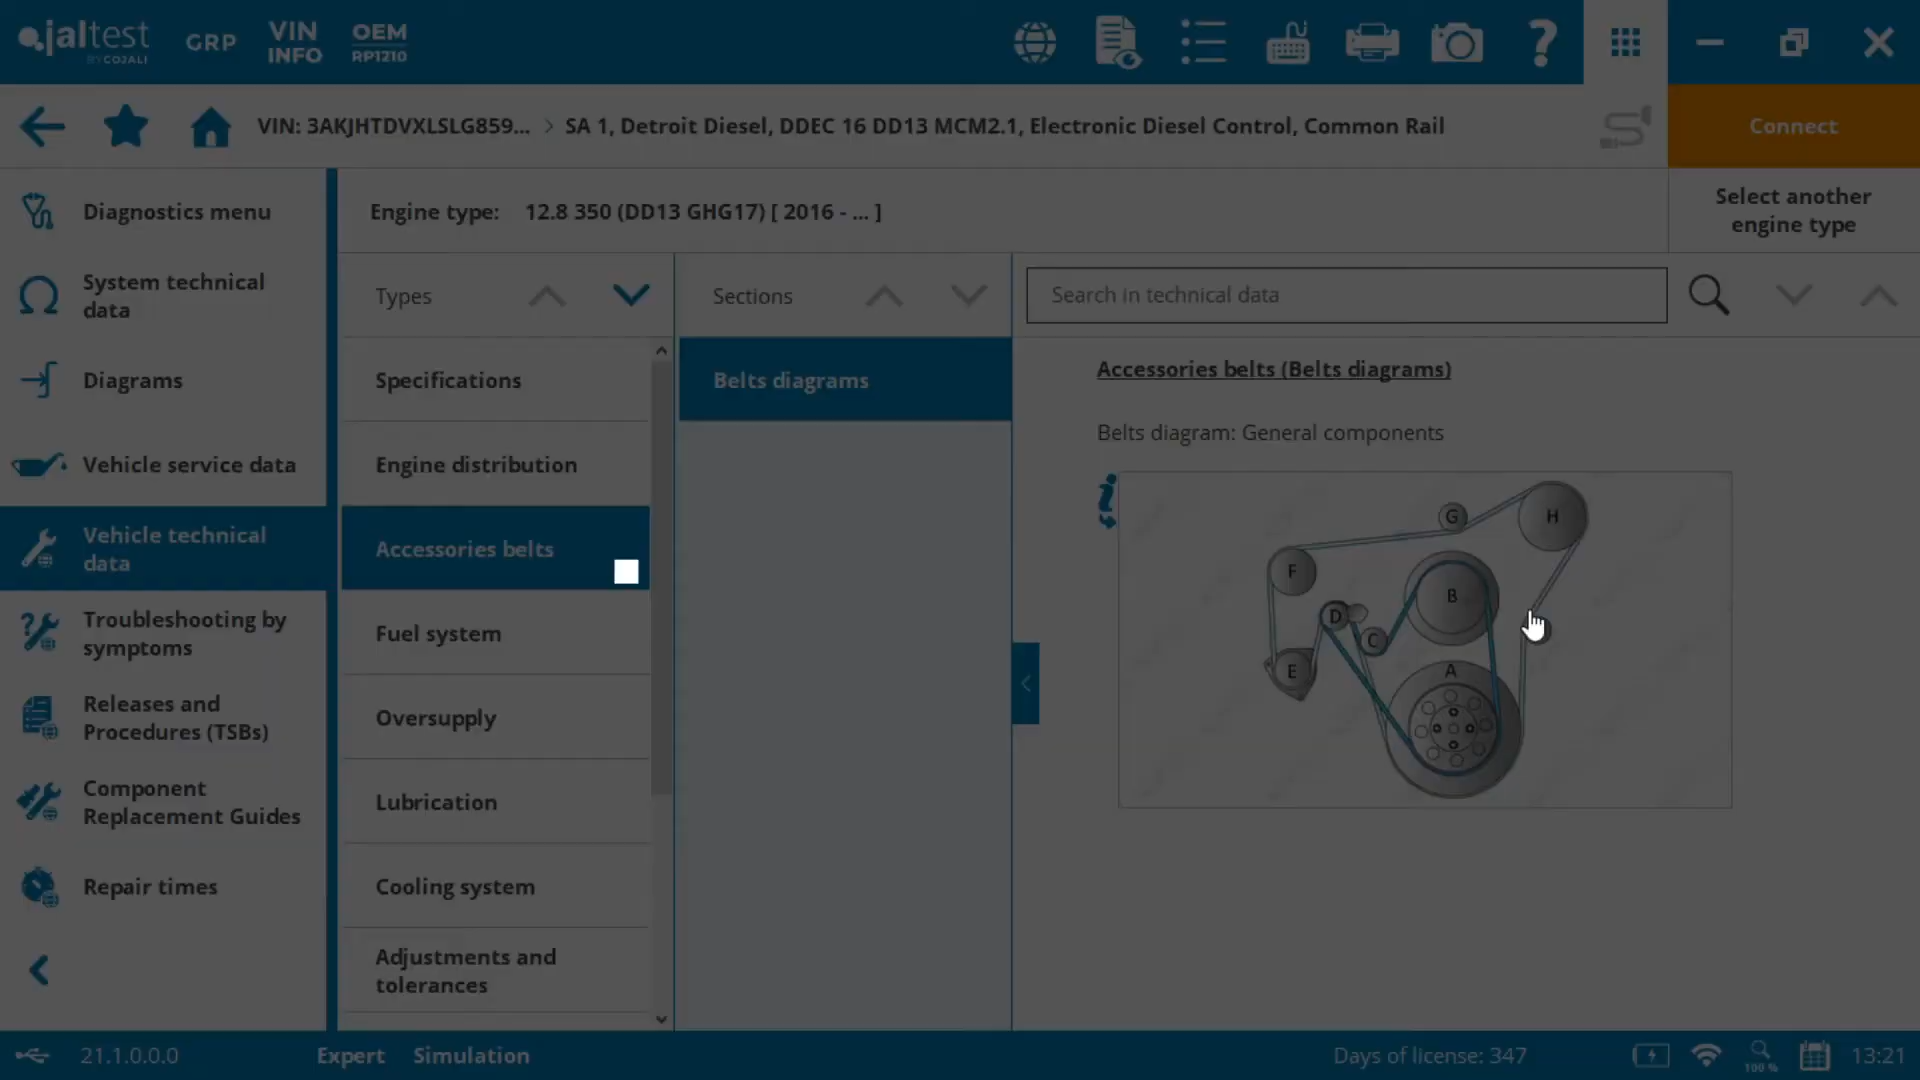 jaltest
BY COJALI
GRP
VIN
INFO
OEM
RP1210
VIN: 3AKJHTDVXLSLG859... > SA 1, Detroit Diesel, DDEC 16 DD13 MCM2.1, Electronic Diesel Control, Common Rail
Connect
Diagnostics menu
System technical
data
Diagrams
Vehicle service data
Vehicle technical
data
Troubleshooting by
symptoms
Releases and
Procedures (TSBs)
Component
Replacement Guides
Repair times
Engine type: 12.8 350 (DD13 GHG17) [ 2016 - ... ]
Select another
engine type
Types
Specifications
Engine distribution
Accessories belts
Fuel system
Oversupply
Lubrication
Cooling system
Adjustments and
tolerances
Sections
Belts diagrams
Search in technical data
Accessories belts (Belts diagrams)
Belts diagram: General components
G
H
F
B
D
C
E
A
21.1.0.0.0
Expert
Simulation
Days of license: 347
100 %
13:21